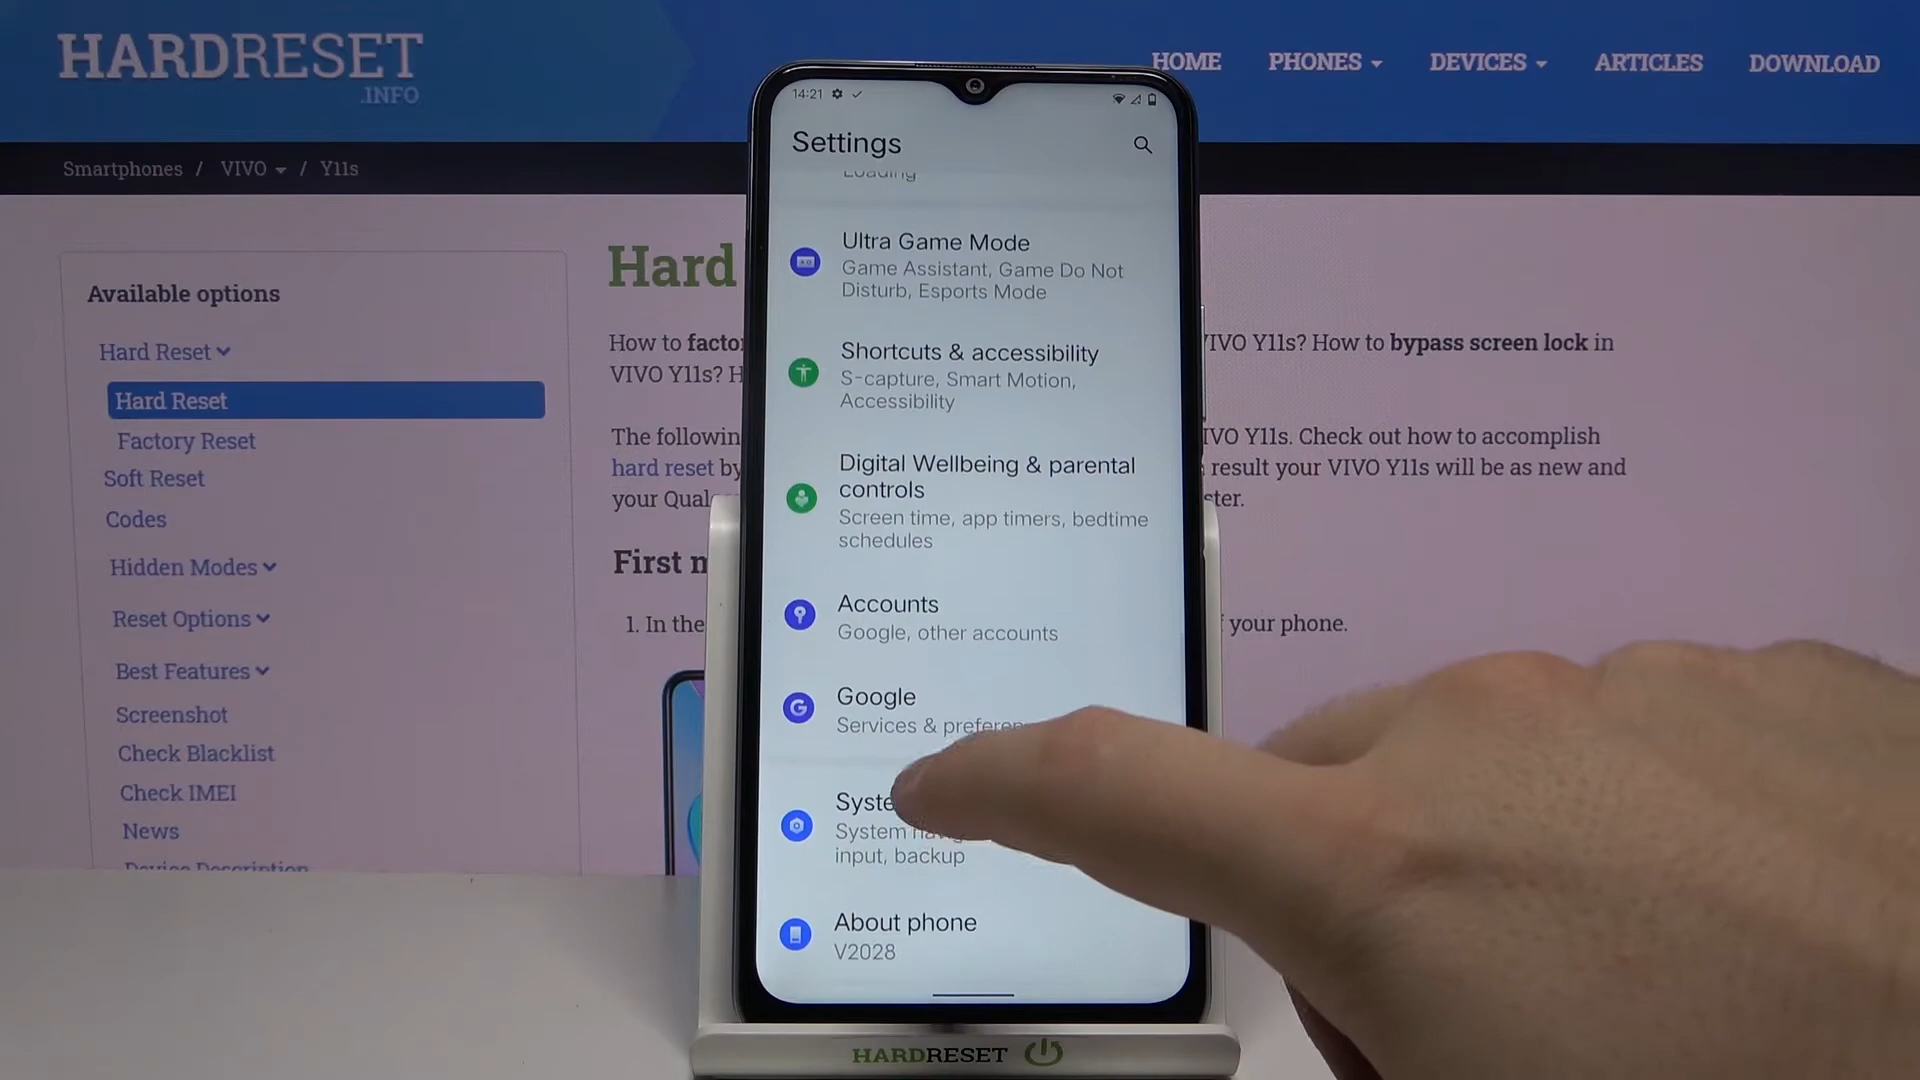 HARDRESET
.INFO
HOME PHONES DEVICES ARTICLES DOWNLOAD
Smartphones / VIVO / Y11s
Available options
Hard Reset
Hard Reset
Factory Reset
Soft Reset
Codes
Hidden Modes
Reset Options
Best Features
Screenshot
Check Blacklist
Check IMEI
News
Device Description
Hard
How to
VIVO Y11s? How to bypass screen lock in
VIVO Y11s?
The
VIVO Y11s. Check out how to accomplish
hard reset by
result your VIVO Y11s will be as new and
your
First
1. In the
your phone.
14:21
Settings
Loading
Ultra Game Mode
Game Assistant, Game Do Not
Disturb, Esports Mode
Shortcuts & accessibility
S-capture, Smart Motion,
Accessibility
Digital Wellbeing & parental
controls
Screen time, app timers, bedtime
schedules
Accounts
Google, other accounts
Google
Services &
System
input, backup
About phone
V2028
HARDRESET